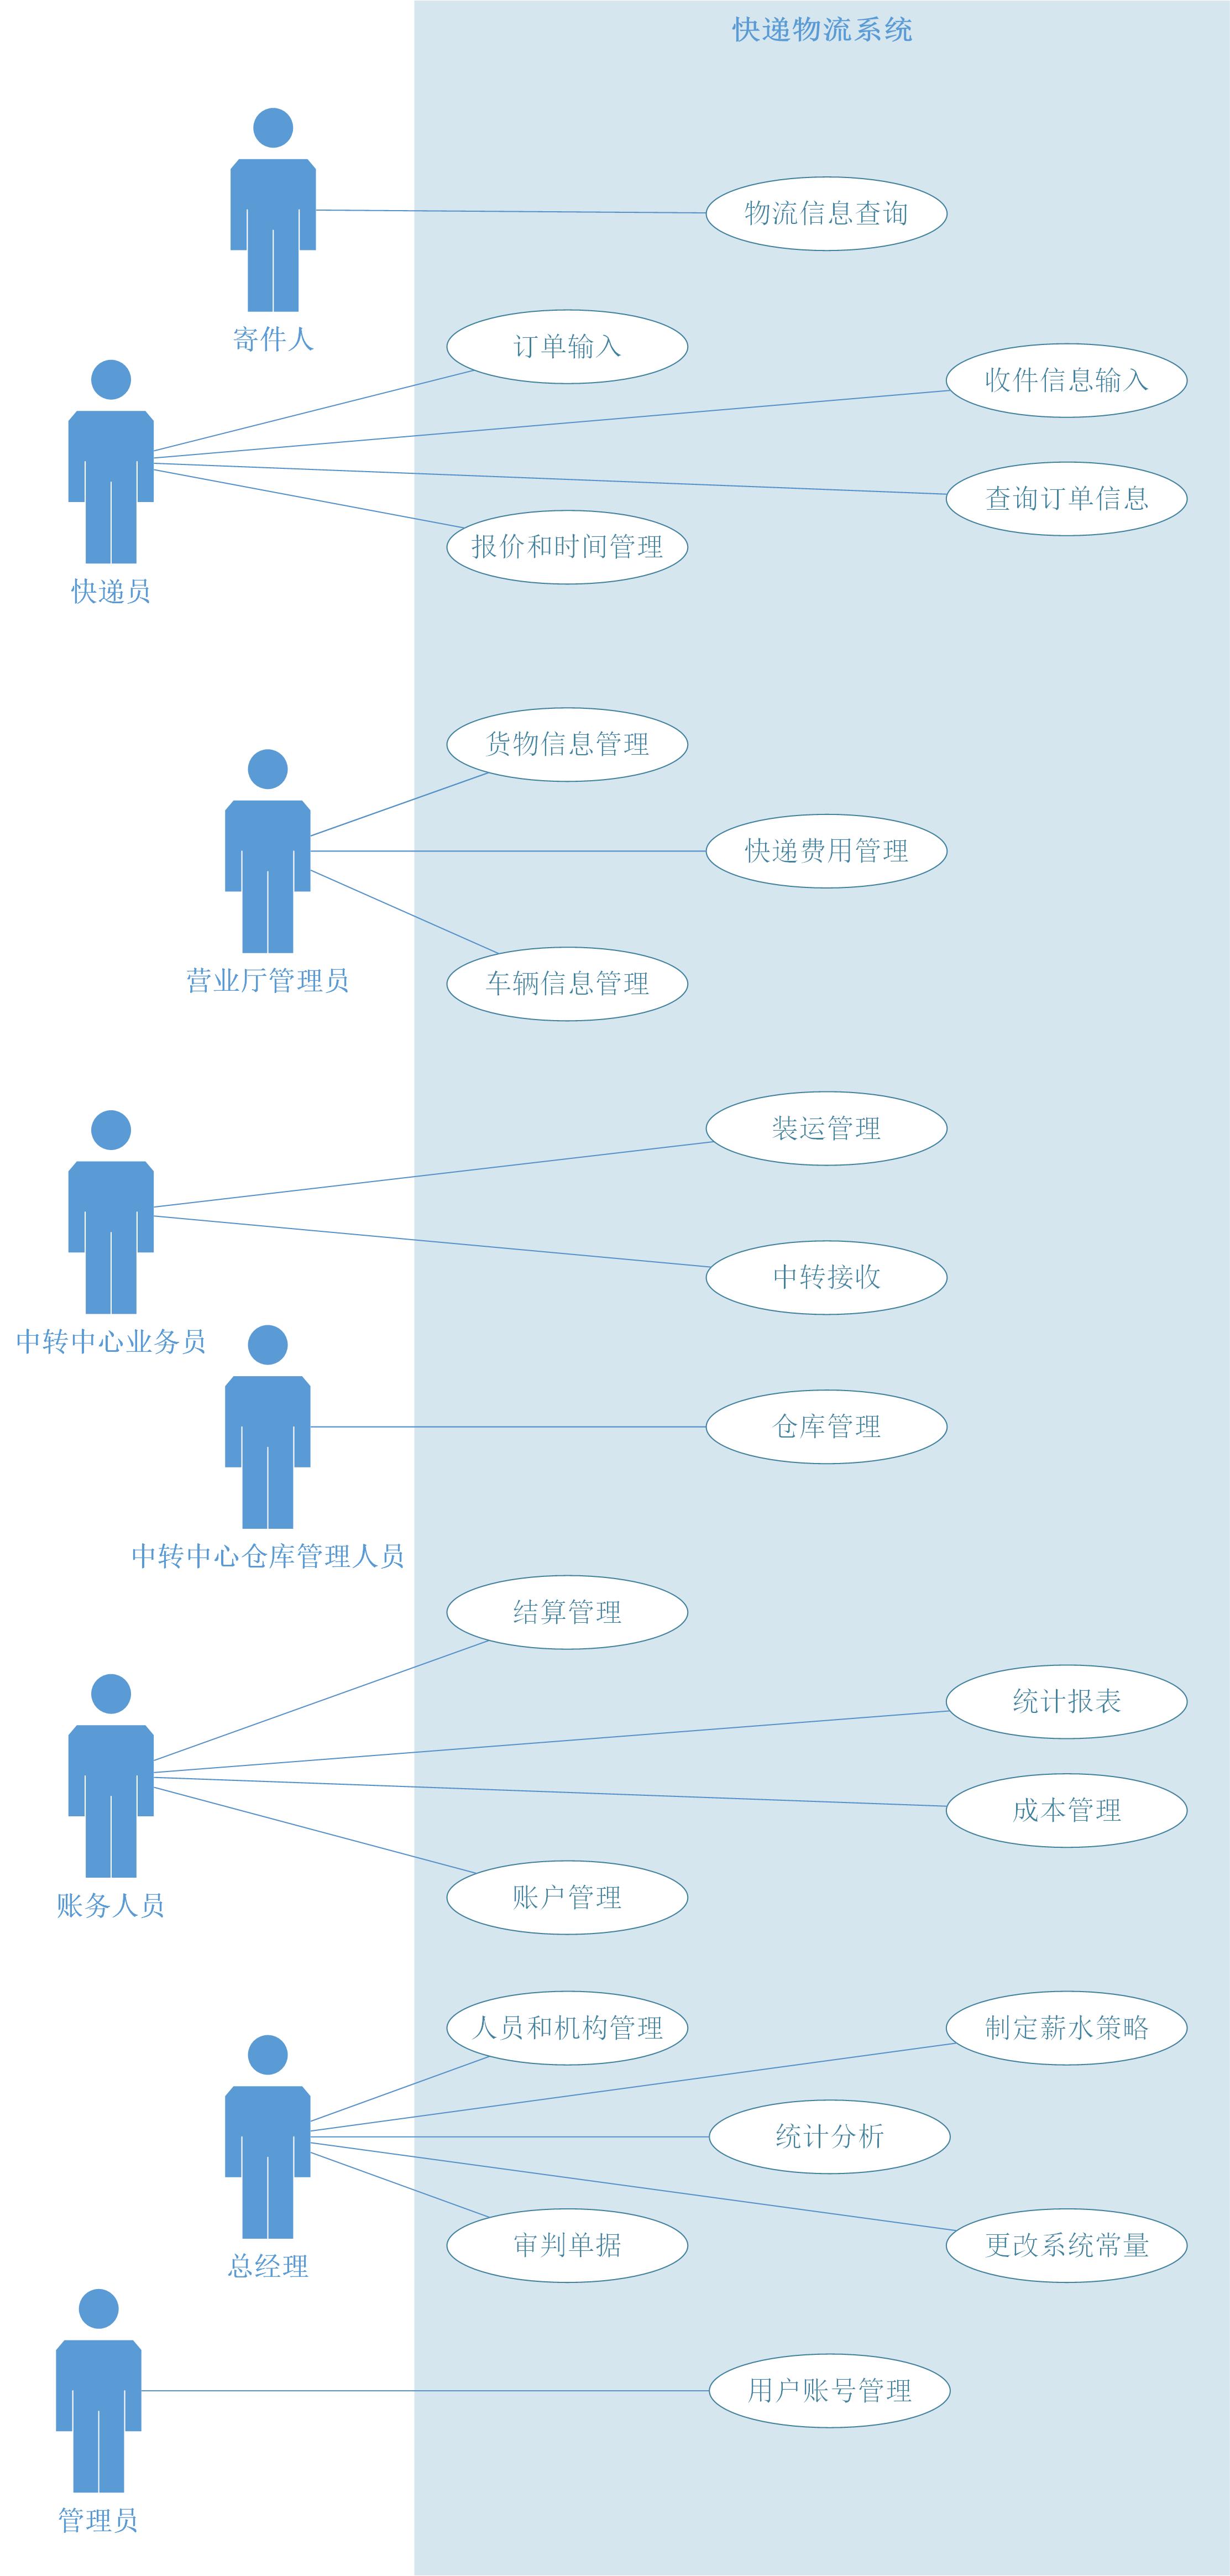 快递物流系统
物流信息查询
寄件人
订单输入
收件信息输入
查询订单信息
报价和时间管理
快递员
货物信息管理
快递费用管理
车辆信息管理
营业厅管理员
装运管理
中转接收
中转中心业务员
仓库管理
中转中心仓库管理人员
结算管理
统计报表
成本管理
账户管理
账务人员
人员和机构管理
制定薪水策略
统计分析
审判单据
更改系统常量
总经理
用户账号管理
管理员